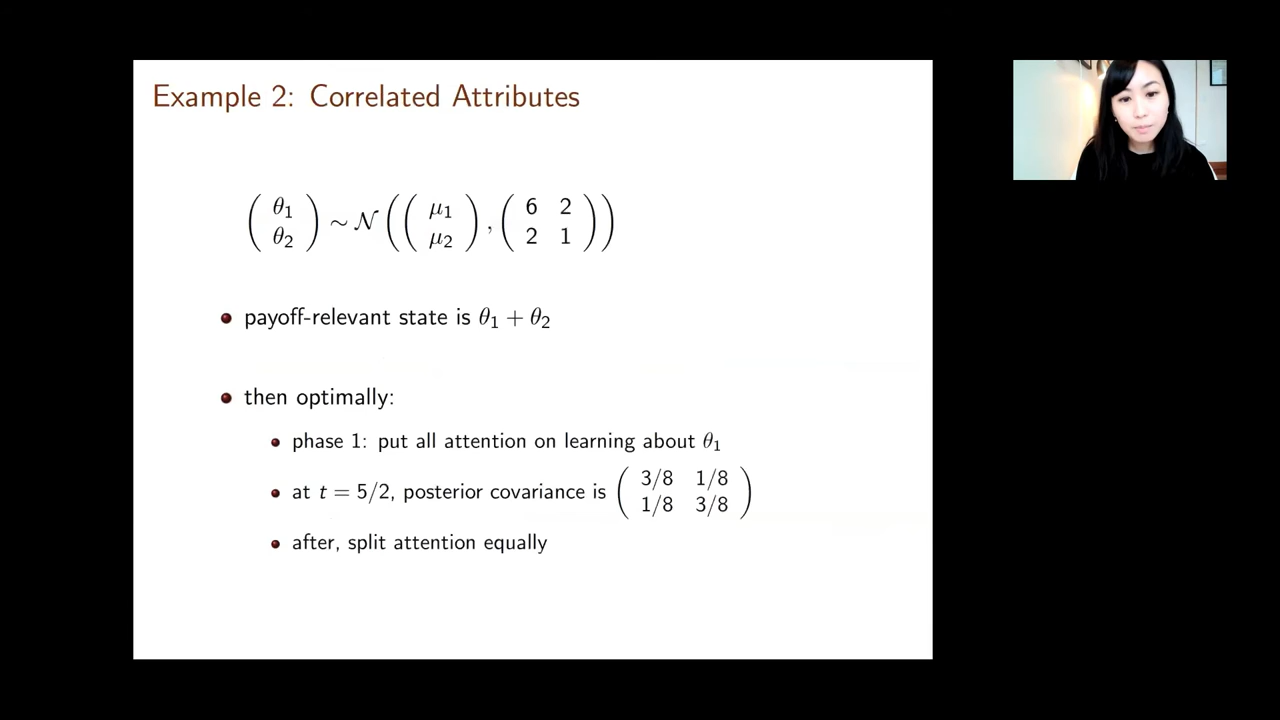 Example 2: Correlated Attributes
( θ₁ θ₂ ) ~ 𝒩 ( ( μ₁ μ₂ ) , ( 6 2 2 1 ) )
payoff-relevant state is θ₁ + θ₂
then optimally:
phase 1: put all attention on learning about θ₁
at t = 5/2, posterior covariance is ( 3/8 1/8 1/8 3/8 )
after, split attention equally